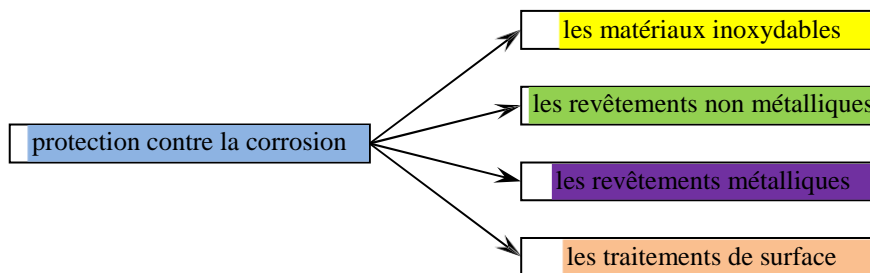 les matériaux inoxydables
les revêtements non métalliques
protection contre la corrosion
les revêtements métalliques
les traitements de surface